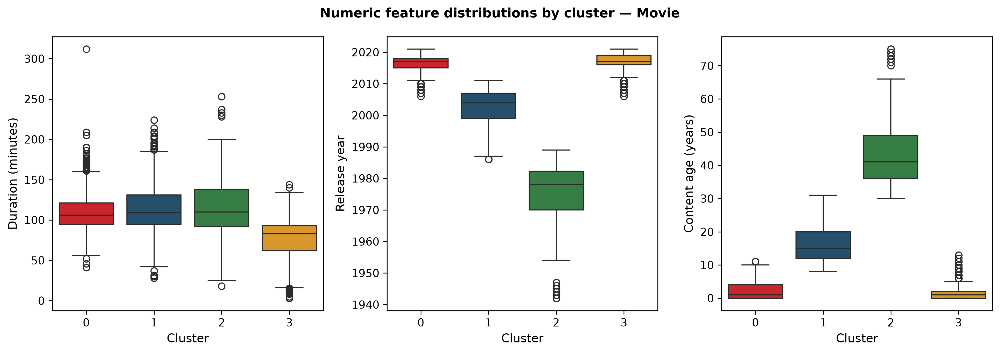 Numeric feature distributions by cluster — Movie
Duration (minutes)
300
250
200
150
100
50
0
0 1 2 3
Cluster
Release year
2020
2010
2000
1990
1980
1970
1960
1950
1940
0 1 2 3
Cluster
Content age (years)
70
60
50
40
30
20
10
0
0 1 2 3
Cluster